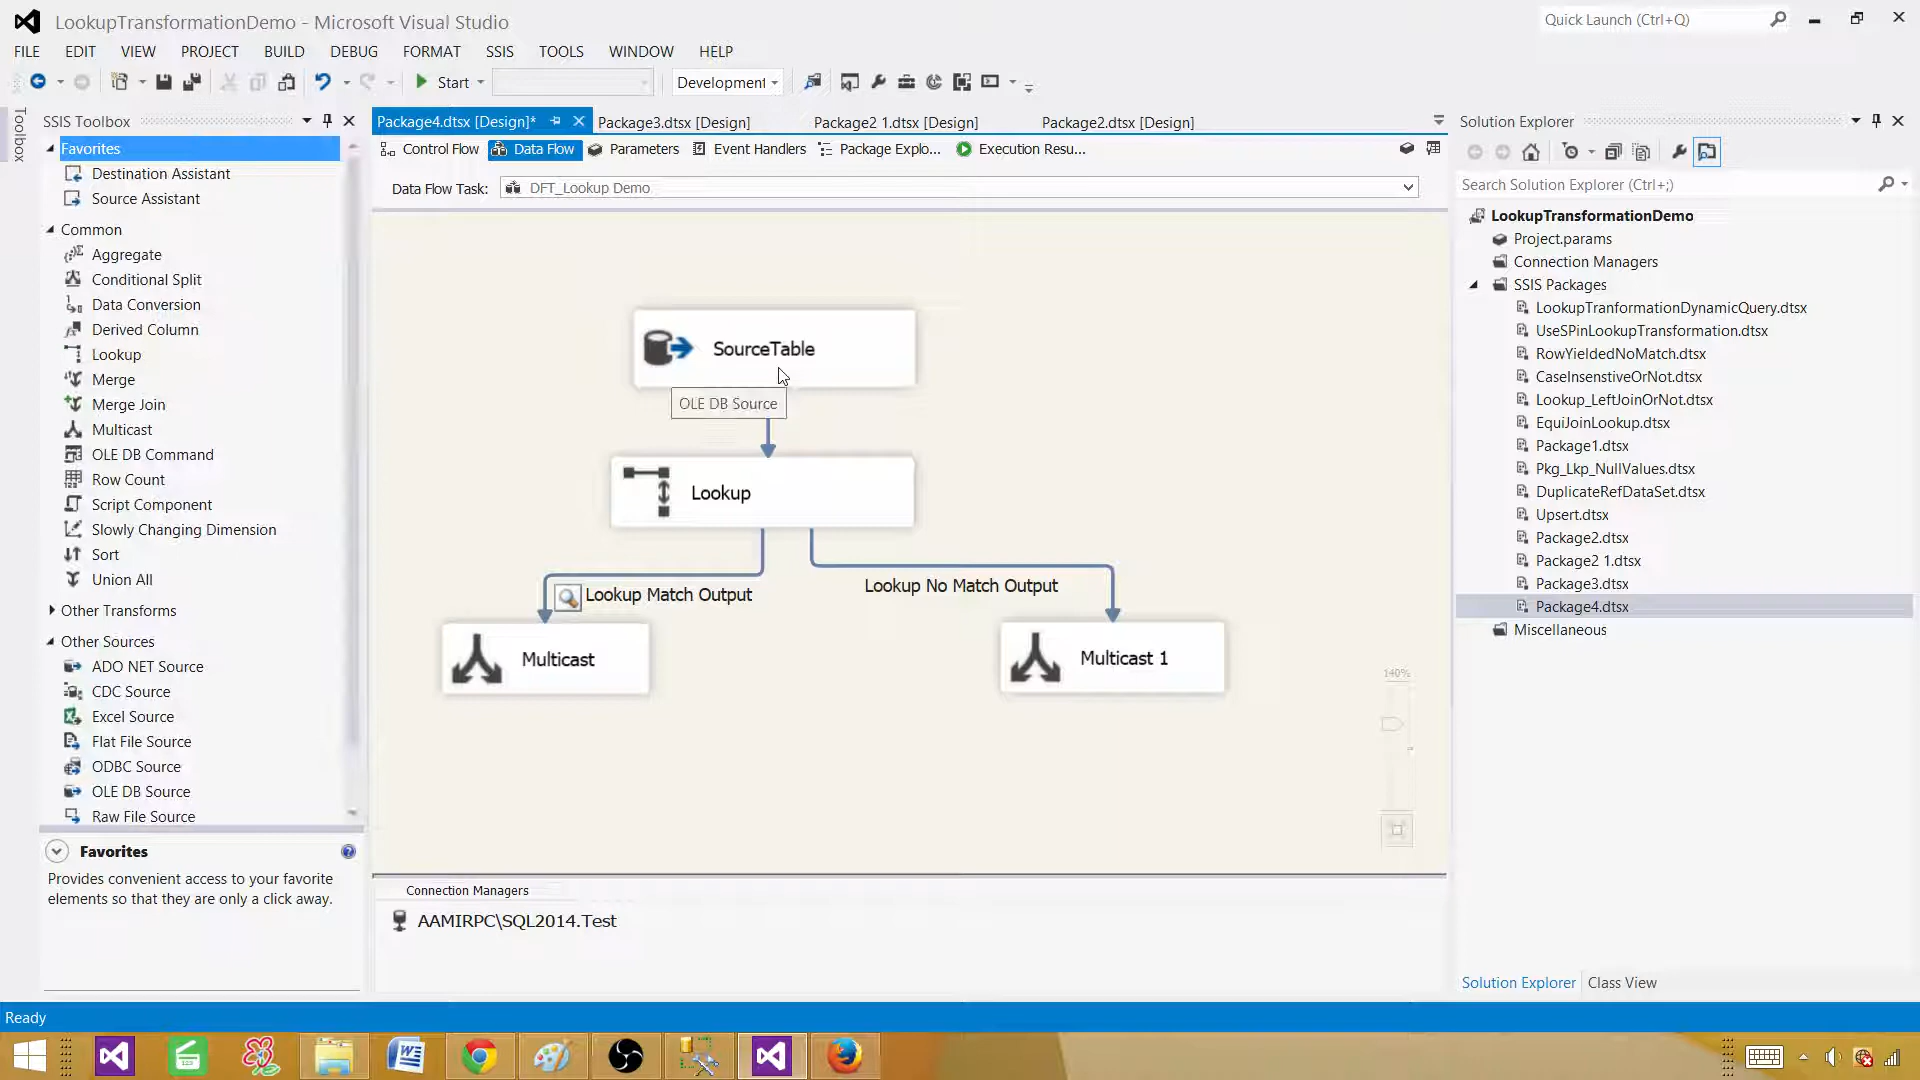 LookupTransformationDemo - Microsoft Visual Studio
Quick Launch (Ctrl+Q)
FILE EDIT VIEW PROJECT BUILD DEBUG FORMAT SSIS TOOLS WINDOW HELP
Start Development
Toolbox
SSIS Toolbox
Favorites
Destination Assistant
Source Assistant
Common
Aggregate
Conditional Split
Data Conversion
Derived Column
Lookup
Merge
Merge Join
Multicast
OLE DB Command
Row Count
Script Component
Slowly Changing Dimension
Sort
Union All
Other Transforms
Other Sources
ADO NET Source
CDC Source
Excel Source
Flat File Source
ODBC Source
OLE DB Source
Raw File Source
Favorites
Provides convenient access to your favorite
elements so that they are only a click away.
Package4.dtsx [Design]* Package3.dtsx [Design] Package2 1.dtsx [Design] Package2.dtsx [Design]
Control Flow Data Flow Parameters Event Handlers Package Explo... Execution Resu...
Data Flow Task: DFT_Lookup Demo
SourceTable
OLE DB Source
Lookup
Lookup Match Output
Lookup No Match Output
Multicast
Multicast 1
140%
Connection Managers
AAMIRPC\SQL2014.Test
Solution Explorer
Search Solution Explorer (Ctrl+;)
LookupTransformationDemo
Project.params
Connection Managers
SSIS Packages
LookupTranformationDynamicQuery.dtsx
UseSPinLookupTransformation.dtsx
RowYieldedNoMatch.dtsx
CaseInsenstiveOrNot.dtsx
Lookup_LeftJoinOrNot.dtsx
EquiJoinLookup.dtsx
Package1.dtsx
Pkg_Lkp_NullValues.dtsx
DuplicateRefDataSet.dtsx
Upsert.dtsx
Package2.dtsx
Package2 1.dtsx
Package3.dtsx
Package4.dtsx
Miscellaneous
Solution Explorer Class View
Ready